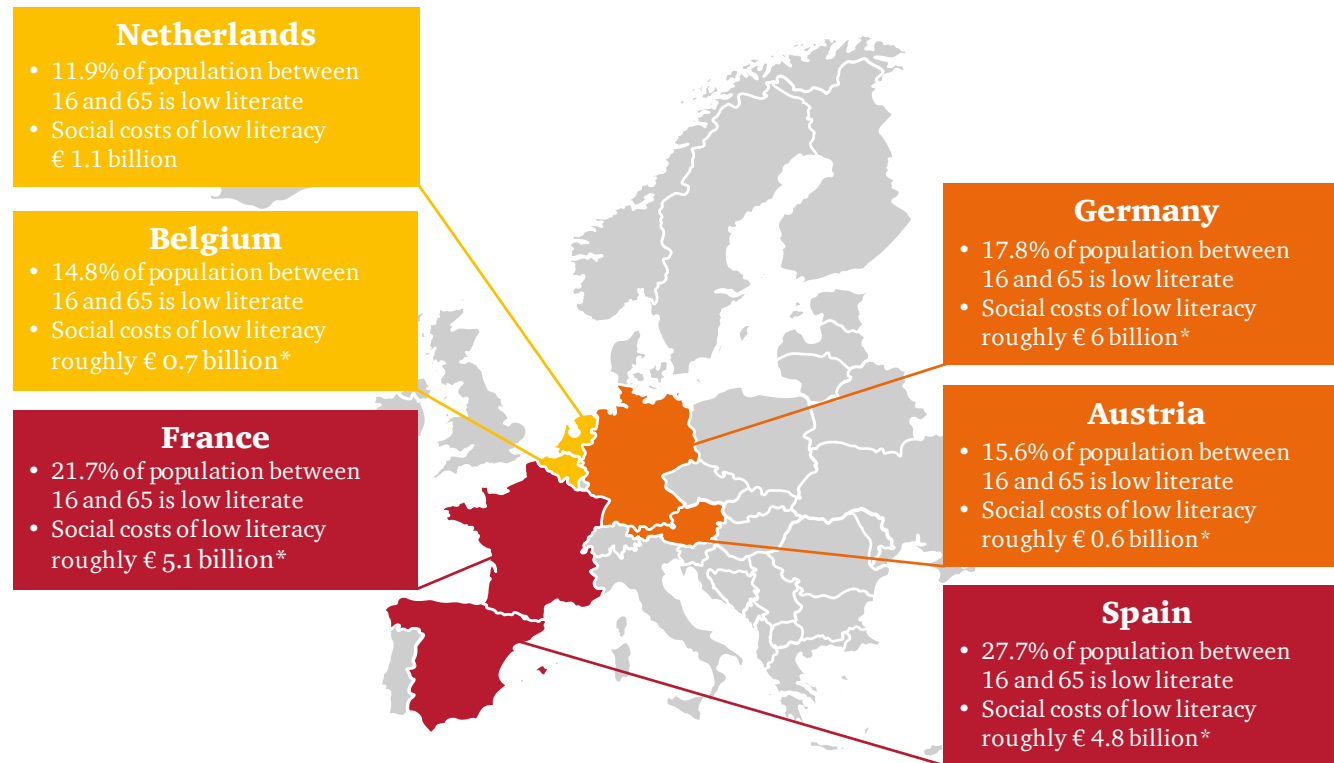 Netherlands
• 11.9% of population between
16 and 65 is low literate
• Social costs of low literacy
€ 1.1 billion
Belgium
• 14.8% of population between
16 and 65 is low literate
• Social costs of low literacy
roughly € 0.7 billion*
France
• 21.7% of population between
16 and 65 is low literate
• Social costs of low literacy
roughly € 5.1 billion*
Germany
• 17.8% of population between
16 and 65 is low literate
• Social costs of low literacy
roughly € 6 billion*
Austria
• 15.6% of population between
16 and 65 is low literate
• Social costs of low literacy
roughly € 0.6 billion*
Spain
• 27.7% of population between
16 and 65 is low literate
• Social costs of low literacy
roughly € 4.8 billion*